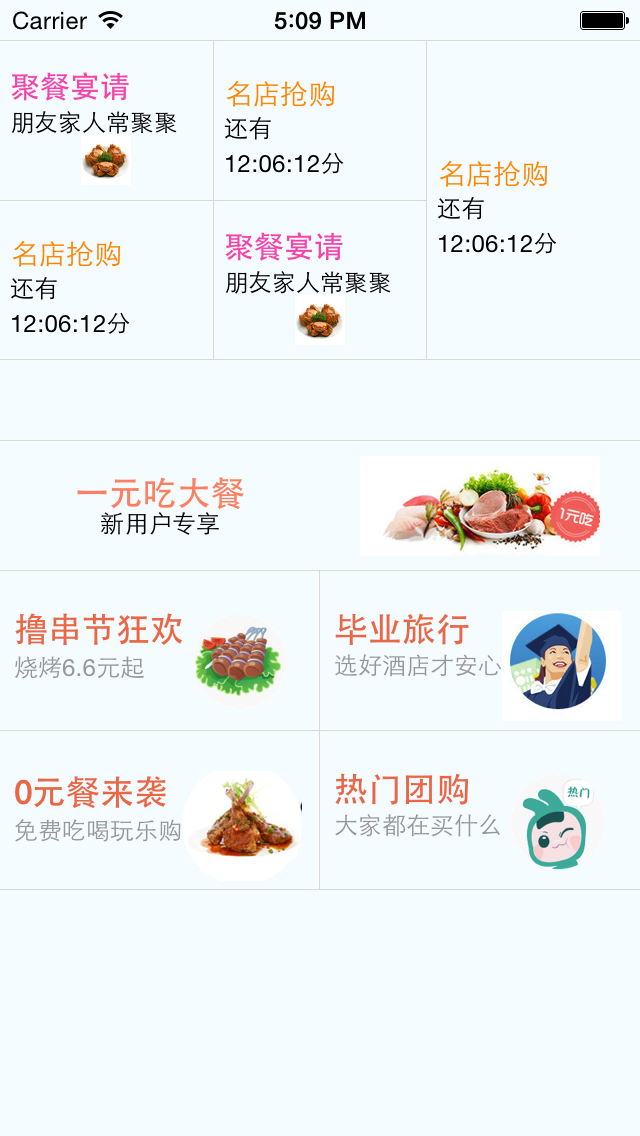 Carrier 5:09 PM
聚餐宴请
朋友家人常聚聚
名店抢购
还有
12:06:12分
名店抢购
还有
12:06:12分
名店抢购
还有
12:06:12分
聚餐宴请
朋友家人常聚聚
一元吃大餐
新用户专享
1元吃
撸串节狂欢
烧烤6.6元起
毕业旅行
选好酒店才安心
0元餐来袭
免费吃喝玩乐购
热门团购
大家都在买什么
热门